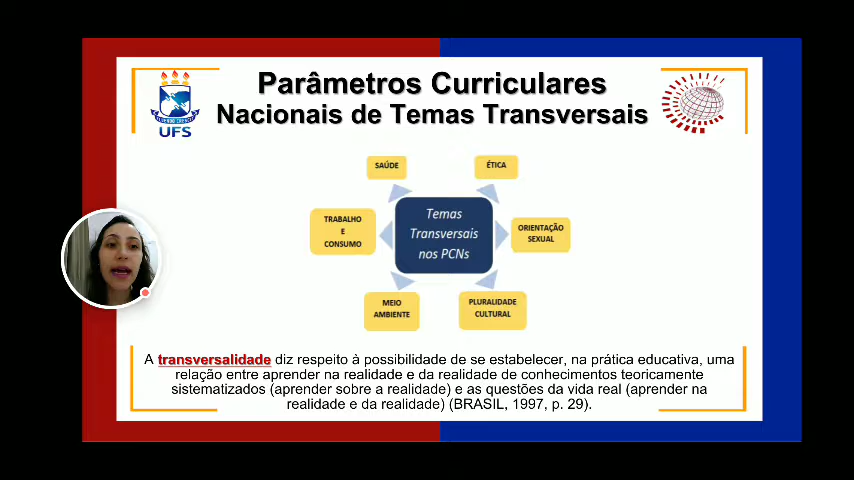 Parâmetros Curriculares
Nacionais de Temas Transversais
UFS
SAÚDE
ÉTICA
TRABALHO
E
CONSUMO
Temas
Transversais
nos PCNs
ORIENTAÇÃO
SEXUAL
MEIO
AMBIENTE
PLURALIDADE
CULTURAL
A transversalidade diz respeito à possibilidade de se estabelecer, na prática educativa, uma
relação entre aprender na realidade e da realidade de conhecimentos teoricamente
sistematizados (aprender sobre a realidade) e as questões da vida real (aprender na
realidade e da realidade) (BRASIL, 1997, p. 29).